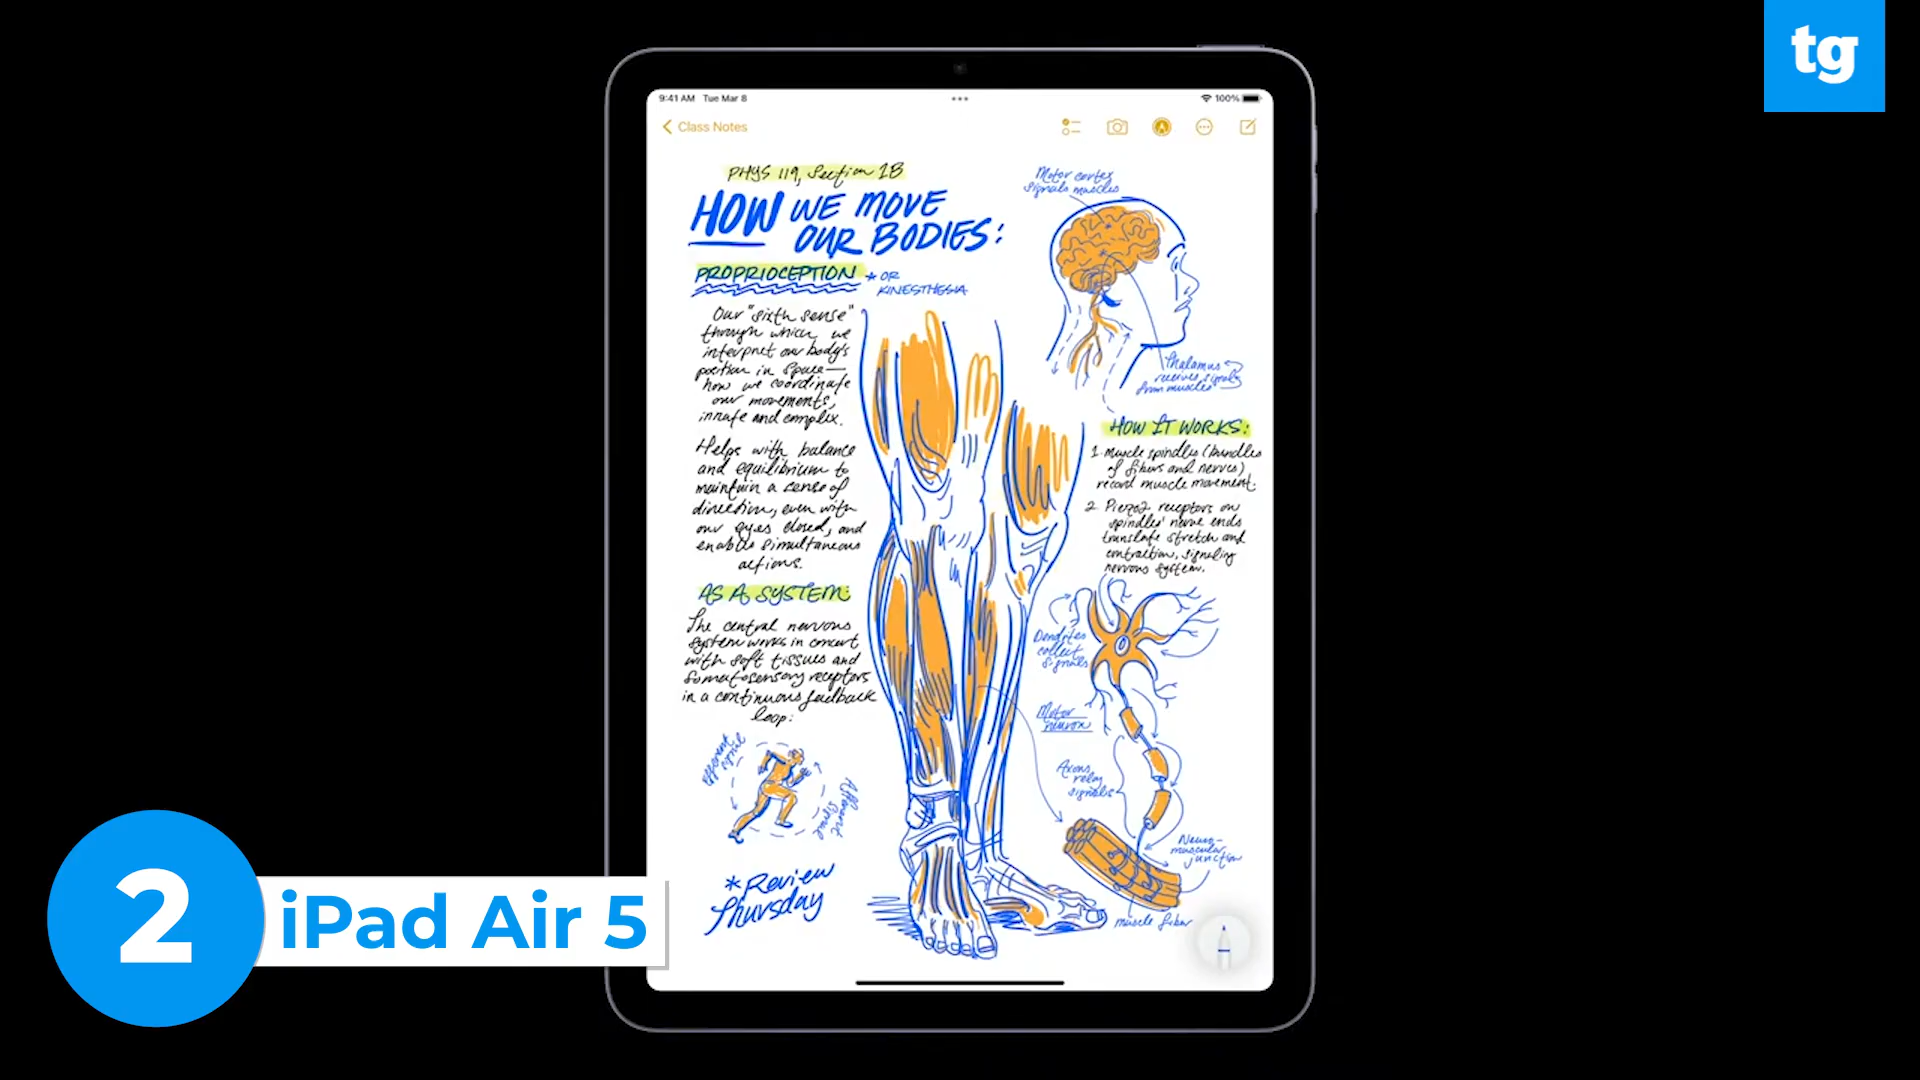 tg
9:41 AM Tue Mar 8
100%
Class Notes
PHYS 119, Section 2B
HOW WE MOVE
OUR BODIES:
PROPRIOCEPTION * OR
KINESTHESIA
Our "sixth sense"
through which we
interpret our body's
position in space—
how we coordinate
our movements,
innate and complex.
Helps with balance
and equilibrium to
maintain a sense of
direction, even with
our eyes closed, and
enables simultaneous
actions.
AS A SYSTEM:
The central nervous
system works in concert
with soft tissues and
somatosensory receptors
in a continuous feedback
loop:
Efferent
signal
Afferent
signal
* Review
Thursday
Motor cortex
signals muscles
Thalamus
receives signals
from muscles
HOW IT WORKS:
1. Muscle spindles (bundles
of fibers and nerves)
record muscle movement.
2 Piezo2 receptors on
spindles' nerve ends
translate stretch and
contraction, signaling
nervous system.
Dendrites
collect
signals
Motor
neuron
Axons
relay
signals
Neuro-
muscular
junction
muscle fiber
2
iPad Air 5